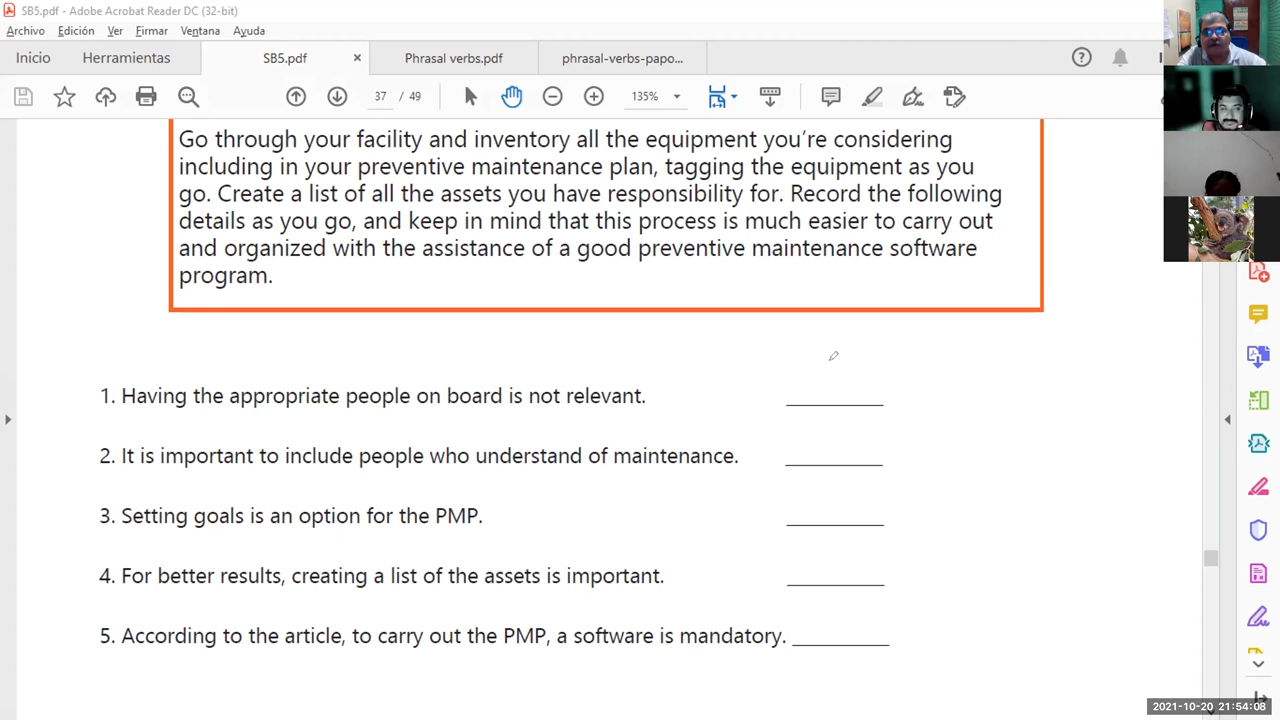 SB5.pdf - Adobe Acrobat Reader DC (32-bit)
Archivo Edición Ver Firmar Ventana Ayuda
Inicio Herramientas SB5.pdf × Phrasal verbs.pdf phrasal-verbs-papo...
37 / 49 135%
Go through your facility and inventory all the equipment you're considering
including in your preventive maintenance plan, tagging the equipment as you
go. Create a list of all the assets you have responsibility for. Record the following
details as you go, and keep in mind that this process is much easier to carry out
and organized with the assistance of a good preventive maintenance software
program.
1. Having the appropriate people on board is not relevant. __________
2. It is important to include people who understand of maintenance. __________
3. Setting goals is an option for the PMP. __________
4. For better results, creating a list of the assets is important. __________
5. According to the article, to carry out the PMP, a software is mandatory. __________
2021-10-20 21:54:08